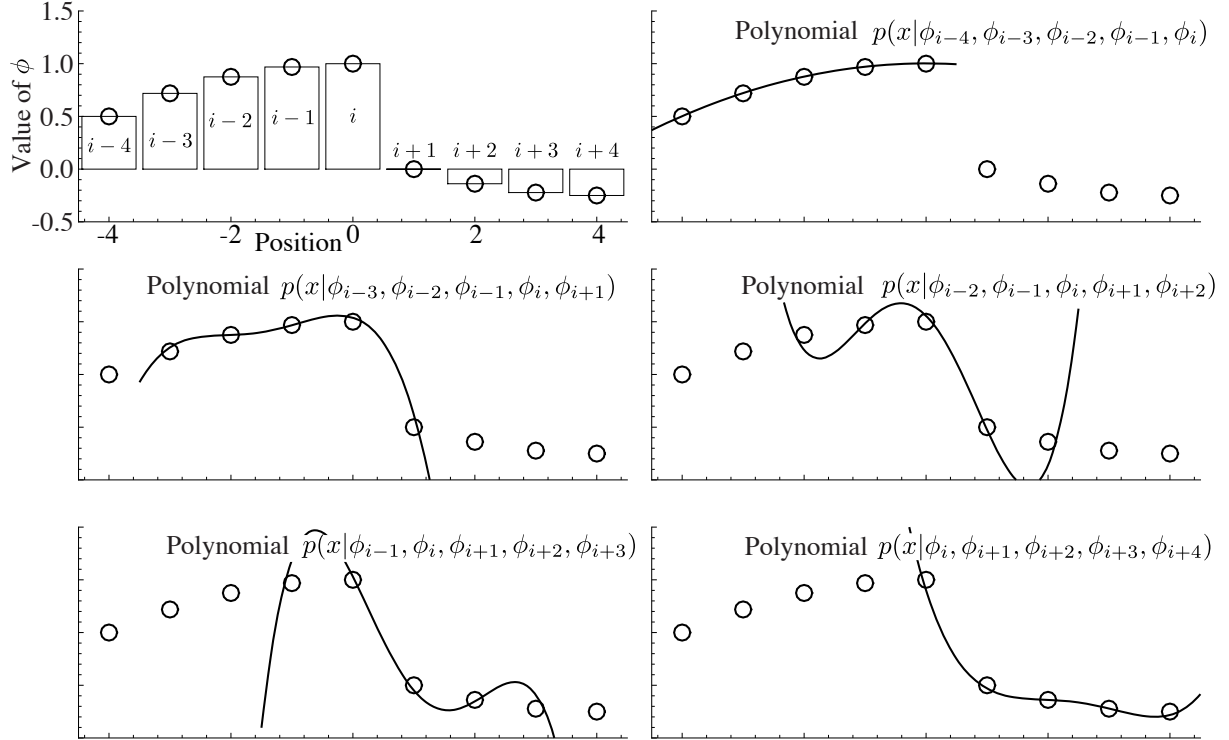 1.5
1.0
0.5
0.0
-0.5
Value of ϕ
i − 4
i − 3
i − 2
i − 1
i
i + 1
i + 2
i + 3
i + 4
-4
-2
0
2
4
Position
Polynomial p(x|ϕi−4, ϕi−3, ϕi−2, ϕi−1, ϕi)
Polynomial p(x|ϕi−3, ϕi−2, ϕi−1, ϕi, ϕi+1)
Polynomial p(x|ϕi−2, ϕi−1, ϕi, ϕi+1, ϕi+2)
Polynomial p(x|ϕi−1, ϕi, ϕi+1, ϕi+2, ϕi+3)
Polynomial p(x|ϕi, ϕi+1, ϕi+2, ϕi+3, ϕi+4)